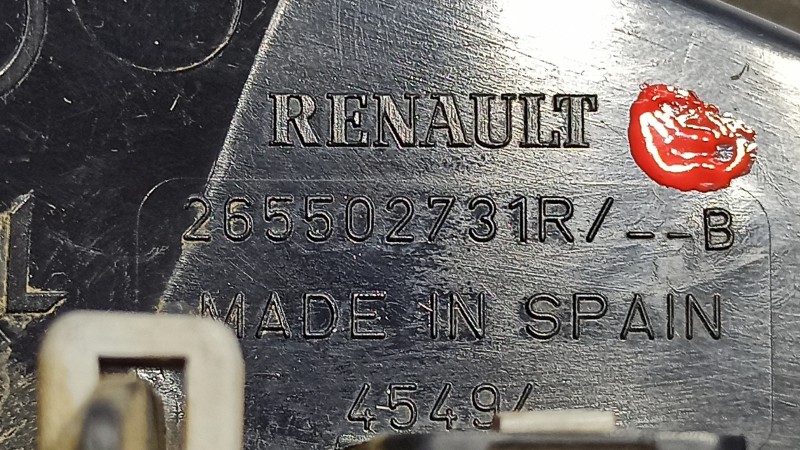 RENAULT
265502731R/--B
MADE IN SPAIN
4549/